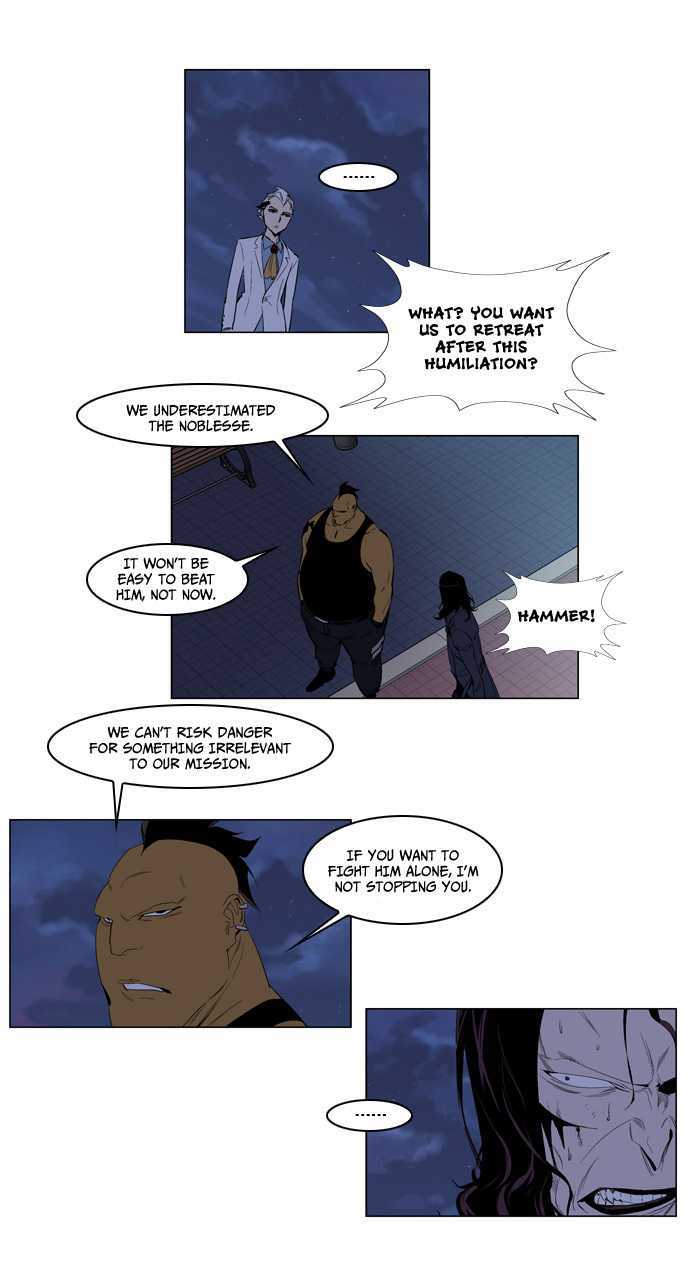 ------
WHAT? YOU WANT
US TO RETREAT
AFTER THIS
HUMILIATION?
WE UNDERESTIMATED
THE NOBLESSE.
IT WON'T BE
EASY TO BEAT
HIM, NOT NOW.
HAMMER!
WE CAN'T RISK DANGER
FOR SOMETHING IRRELEVANT
TO OUR MISSION.
IF YOU WANT TO
FIGHT HIM ALONE, I'M
NOT STOPPING YOU.
------